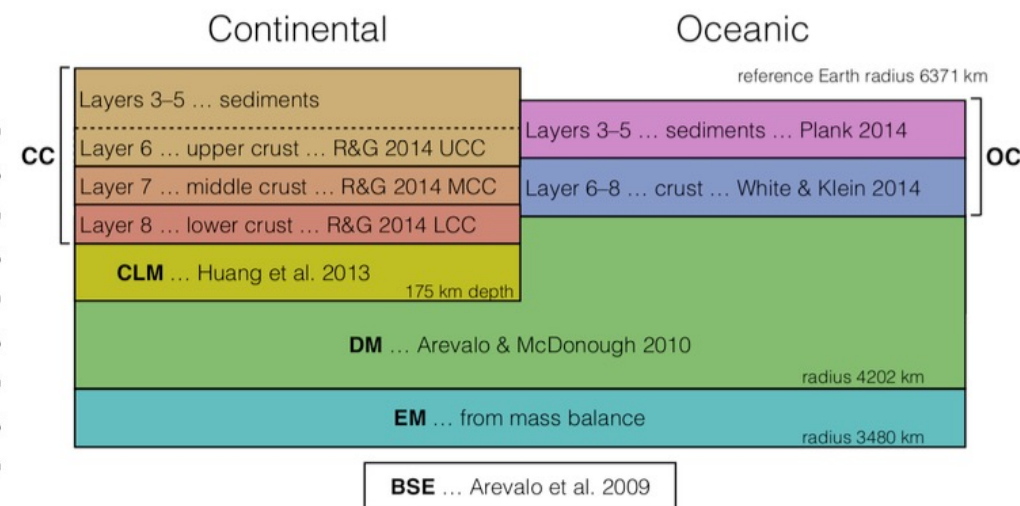 Continental
Oceanic
reference Earth radius 6371 km
CC
Layers 3–5 ... sediments
Layer 6 ... upper crust ... R&G 2014 UCC
Layer 7 ... middle crust ... R&G 2014 MCC
Layer 8 ... lower crust ... R&G 2014 LCC
CLM ... Huang et al. 2013
175 km depth
Layers 3–5 ... sediments ... Plank 2014
Layer 6–8 ... crust ... White & Klein 2014
OC
DM ... Arevalo & McDonough 2010
radius 4202 km
EM ... from mass balance
radius 3480 km
BSE ... Arevalo et al. 2009